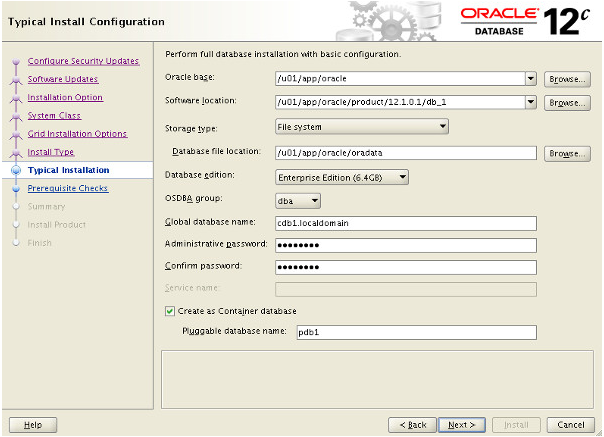 Typical Install Configuration
ORACLE
DATABASE
12c
Configure Security Updates
Software Updates
Installation Option
System Class
Grid Installation Options
Install Type
Typical Installation
Prerequisite Checks
Summary
Install Product
Finish
Perform full database installation with basic configuration.
Oracle base: /u01/app/oracle Browse...
Software location: /u01/app/oracle/product/12.1.0.1/db_1 Browse...
Storage type: File system
Database file location: /u01/app/oracle/oradata Browse...
Database edition: Enterprise Edition (6.4GB)
OSDBA group: dba
Global database name: cdb1.localdomain
Administrative password: ••••••••
Confirm password: ••••••••
Service name:
Create as Container database
Pluggable database name: pdb1
Help < Back Next > Install Cancel